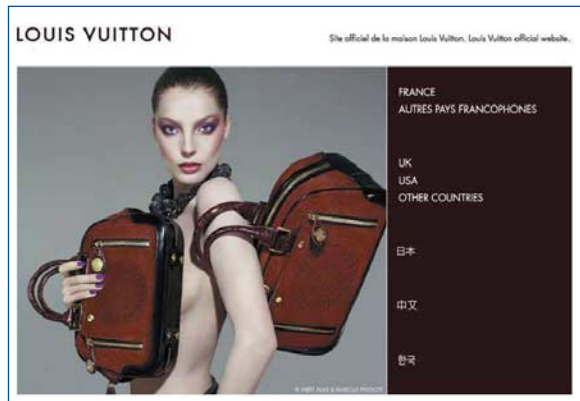 LOUIS VUITTON
Site officiel de la maison Louis Vuitton. Louis Vuitton official website.
FRANCE
AUTRES PAYS FRANCOPHONES
UK
USA
OTHER COUNTRIES
日本
中文
한국
© MERT ALAS & MARCUS PIGGOTT